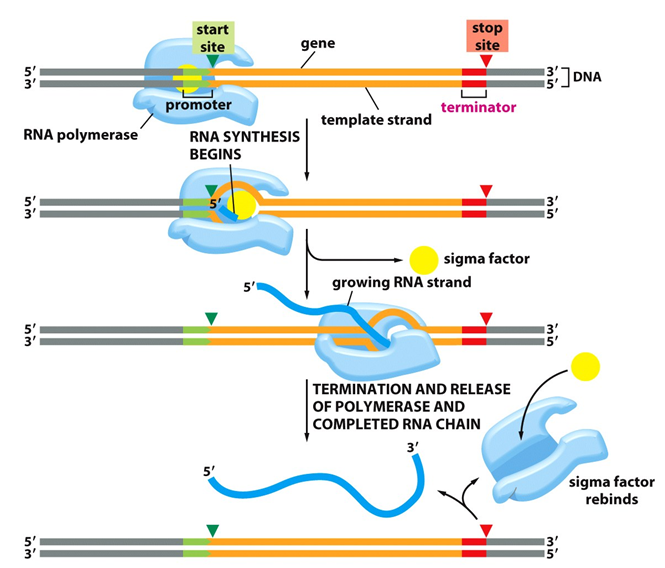 start
site
stop
site
gene
5′
3′
3′
5′
DNA
promoter
terminator
template strand
RNA polymerase
RNA SYNTHESIS
BEGINS
5′
3′
5′
3′
5′
sigma factor
5′
growing RNA strand
5′
3′
3′
5′
TERMINATION AND RELEASE
OF POLYMERASE AND
COMPLETED RNA CHAIN
3′
5′
sigma factor
rebinds
5′
3′
3′
5′